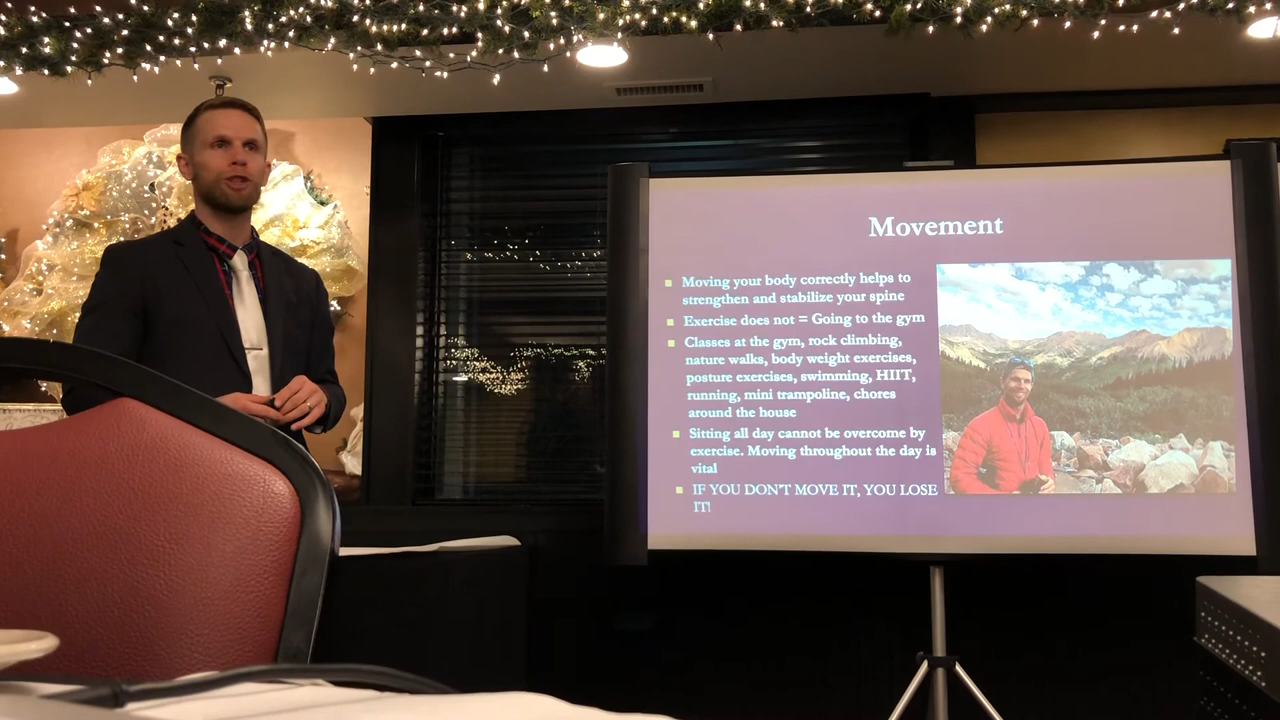 Movement
Moving your body correctly helps to
strengthen and stabilize your spine
Exercise does not = Going to the gym
Classes at the gym, rock climbing,
nature walks, body weight exercises,
posture exercises, swimming, HIIT,
running, mini trampoline, chores
around the house
Sitting all day cannot be overcome by
exercise. Moving throughout the day is
vital
IF YOU DON'T MOVE IT, YOU LOSE
IT!